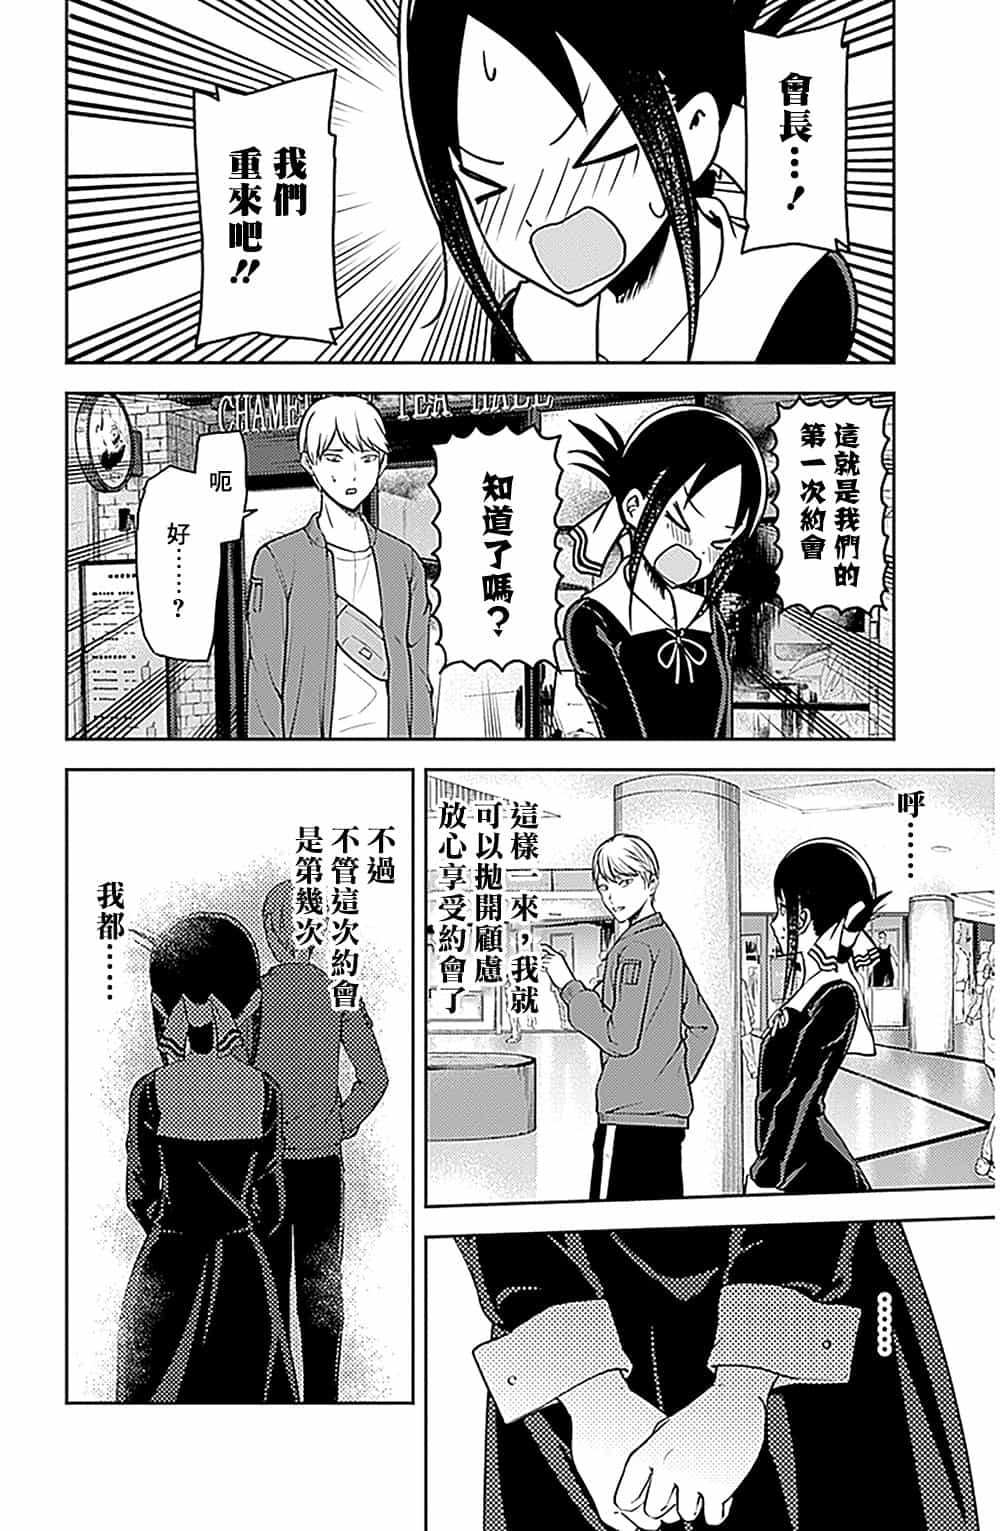 會長…！
我們
重來吧!!
這就是我們的
第一次約會
知道了嗎？
CHAME
TEA HALL
呃
好……？
呼……
這樣一來，我就
可以拋開顧慮
放心享受約會了
……
不過
不管這次約會
是第幾次
我都……